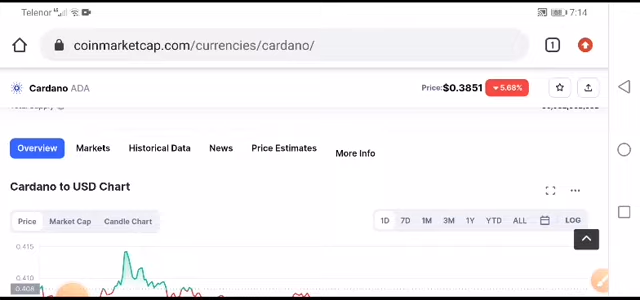 Telenor 7:14
coinmarketcap.com/currencies/cardano/ 1
Cardano ADA Price: $0.3851 ▾ 5.68%
Overview Markets Historical Data News Price Estimates More Info
Cardano to USD Chart
Price Market Cap Candle Chart 1D 7D 1M 3M 1Y YTD ALL LOG
0.415
0.410